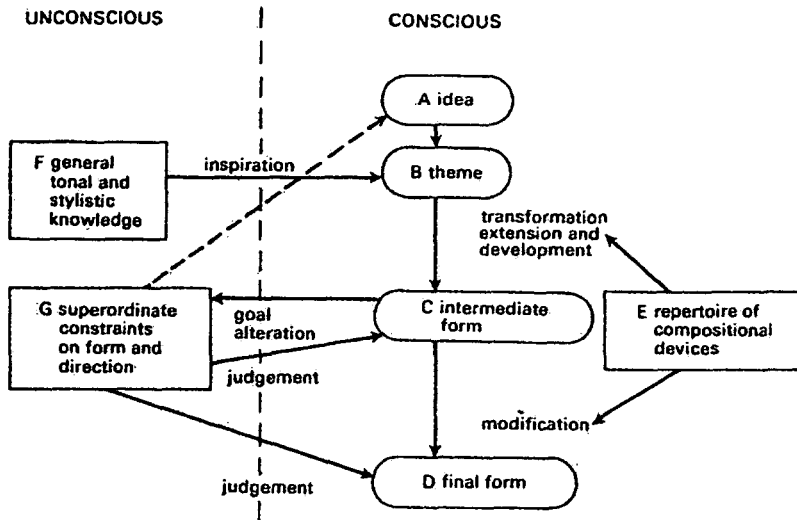 UNCONSCIOUS
CONSCIOUS
A idea
F general
tonal and
stylistic
knowledge
inspiration
B theme
transformation
extension and
development
G superordinate
constraints
on form and
direction
goal
alteration
C intermediate
form
E repertoire of
compositional
devices
judgement
modification
D final form
judgement